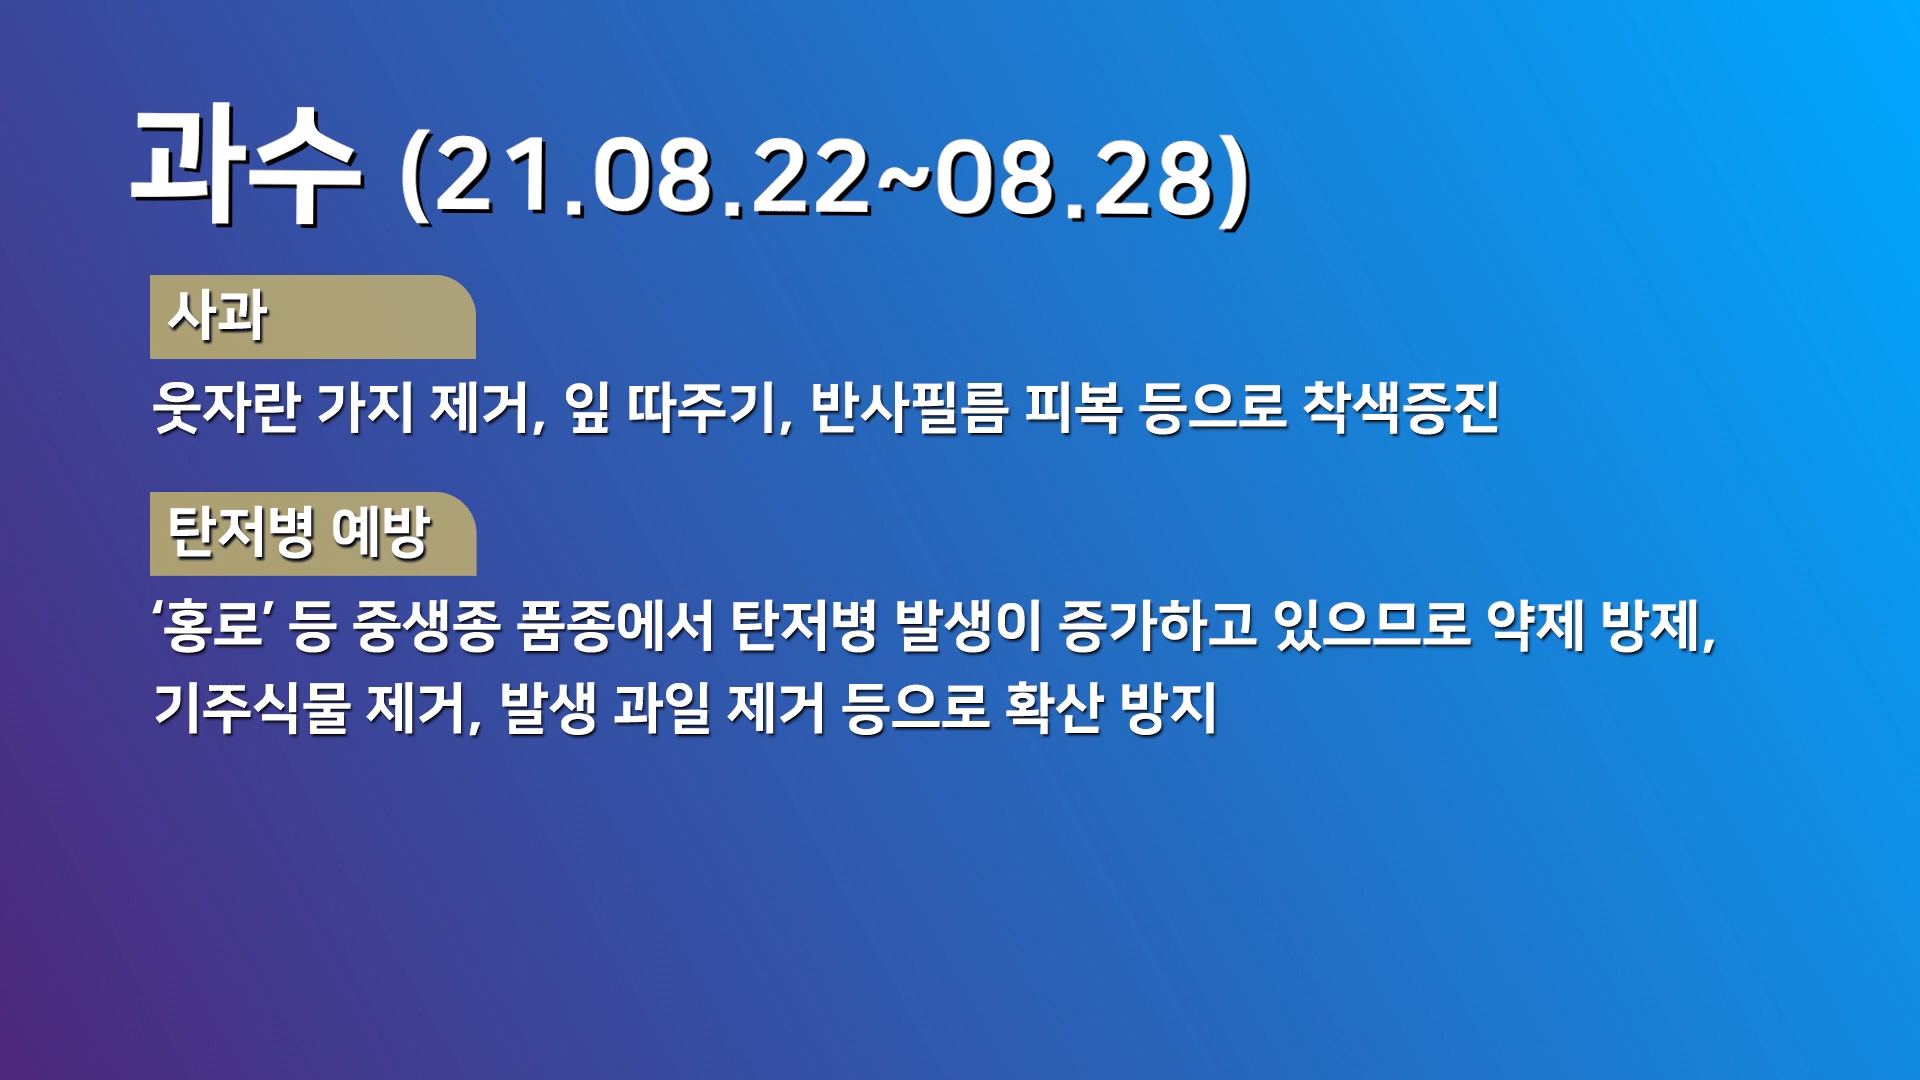 과수 (21.08.22~08.28)
사과
웃자란 가지 제거, 잎 따주기, 반사필름 피복 등으로 착색증진
탄저병 예방
‘홍로’ 등 중생종 품종에서 탄저병 발생이 증가하고 있으므로 약제 방제,
기주식물 제거, 발생 과일 제거 등으로 확산 방지